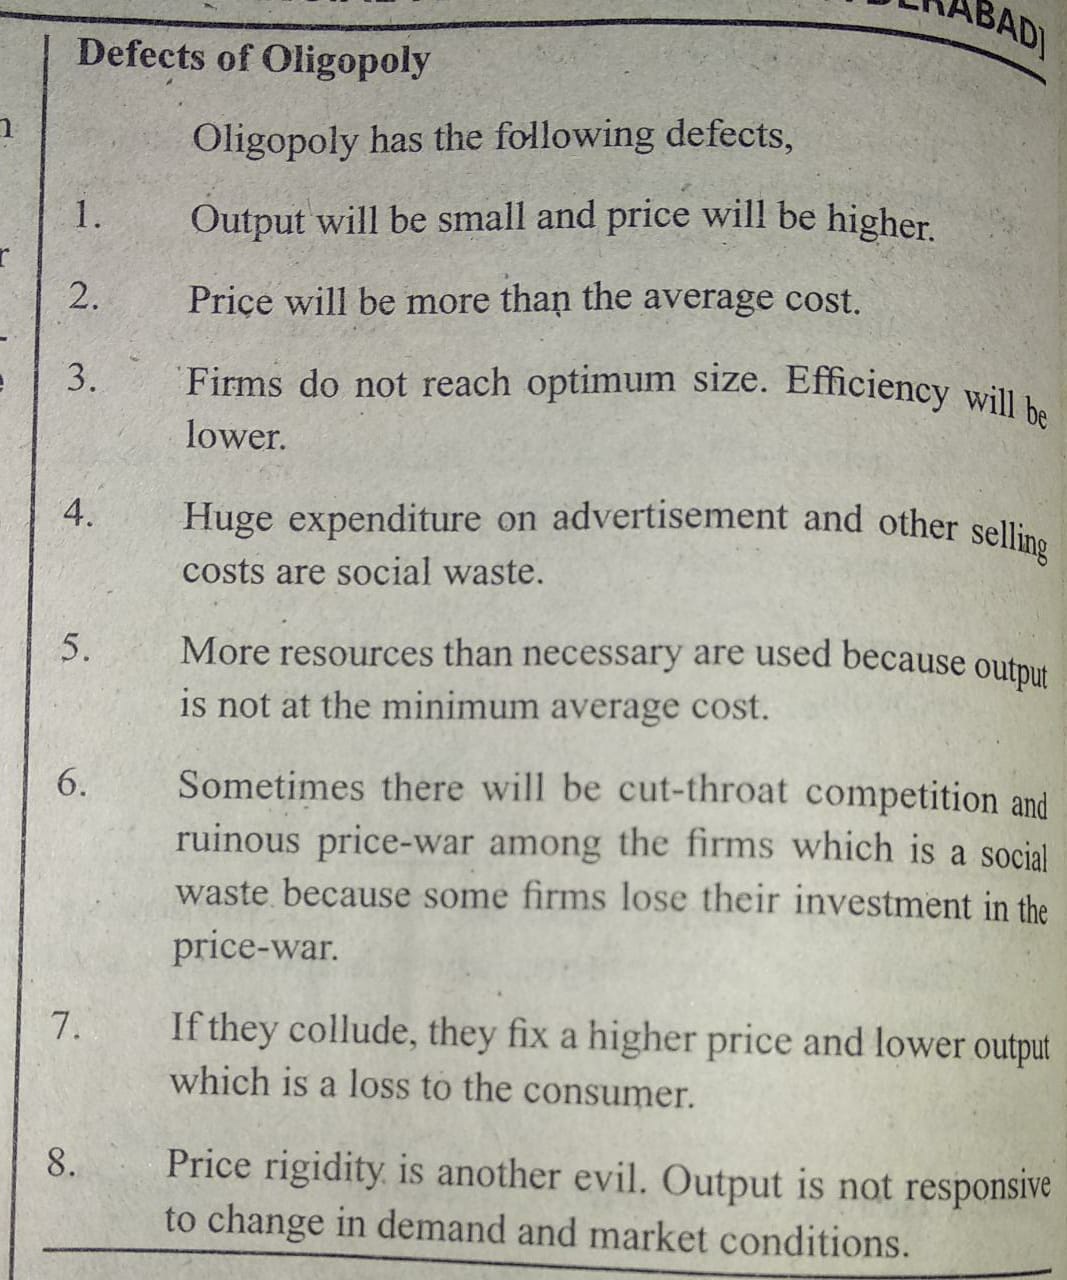 Defects of Oligopoly
Oligopoly has the following defects,
1. Output will be small and price will be higher.
2. Price will be more than the average cost.
3. Firms do not reach optimum size. Efficiency will be
lower.
4. Huge expenditure on advertisement and other selling
costs are social waste.
5. More resources than necessary are used because output
is not at the minimum average cost.
6. Sometimes there will be cut-throat competition and
ruinous price-war among the firms which is a social
waste because some firms lose their investment in the
price-war.
7. If they collude, they fix a higher price and lower output
which is a loss to the consumer.
8. Price rigidity is another evil. Output is not responsive
to change in demand and market conditions.